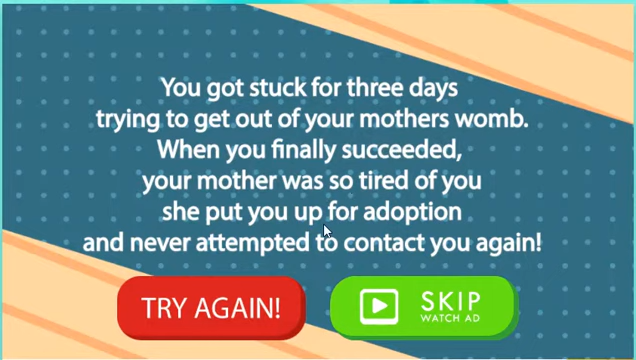 You got stuck for three days
trying to get out of your mothers womb.
When you finally succeeded,
your mother was so tired of you
she put you up for adoption
and never attempted to contact you again!
TRY AGAIN!
SKIP
WATCH AD